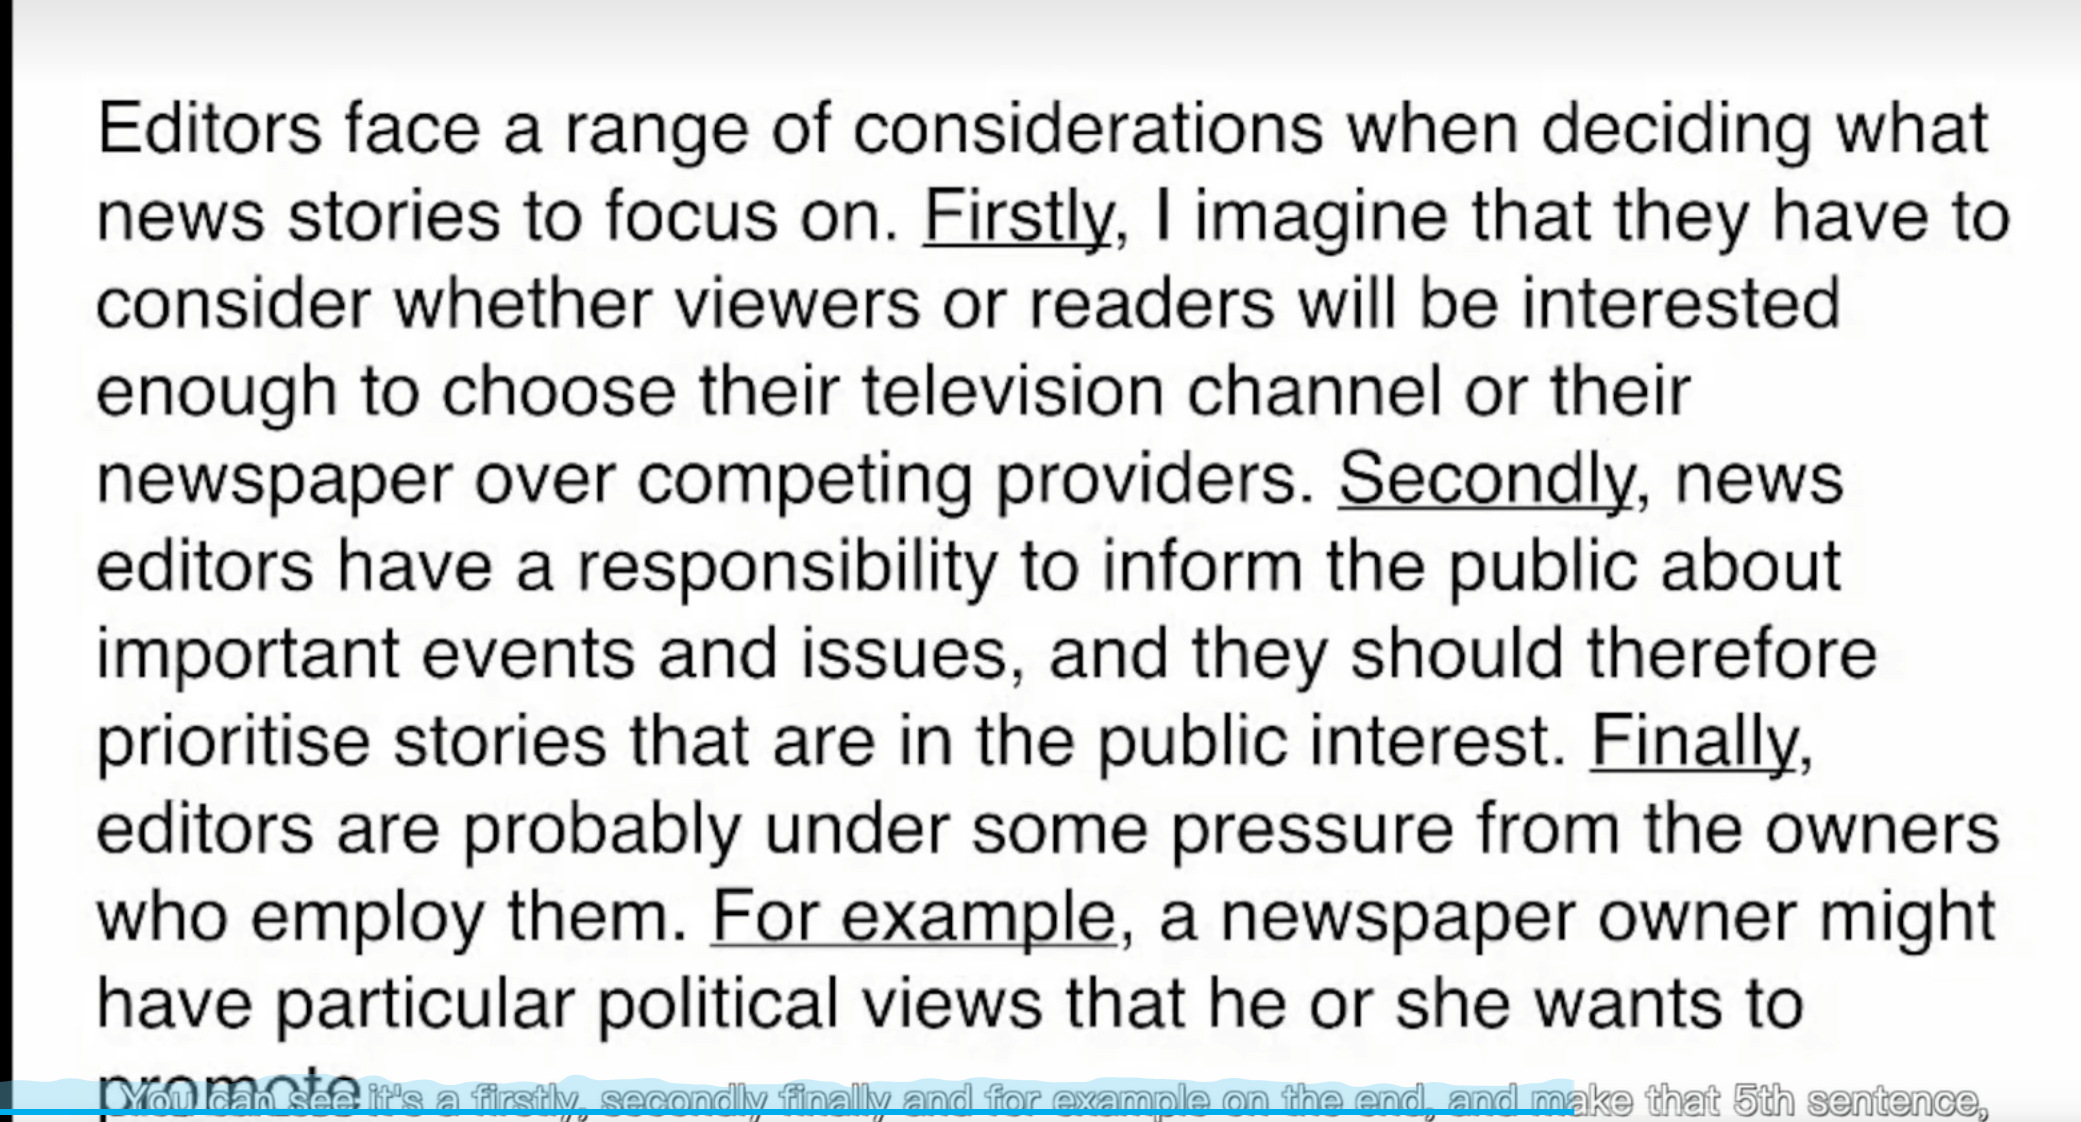 Editors face a range of considerations when deciding what
news stories to focus on. Firstly, I imagine that they have to
consider whether viewers or readers will be interested
enough to choose their television channel or their
newspaper over competing providers. Secondly, news
editors have a responsibility to inform the public about
important events and issues, and they should therefore
prioritise stories that are in the public interest. Finally,
editors are probably under some pressure from the owners
who employ them. For example, a newspaper owner might
have particular political views that he or she wants to
promote
You can see it's a firstly, secondly finally and for example on the end, and make that 5th sentence,